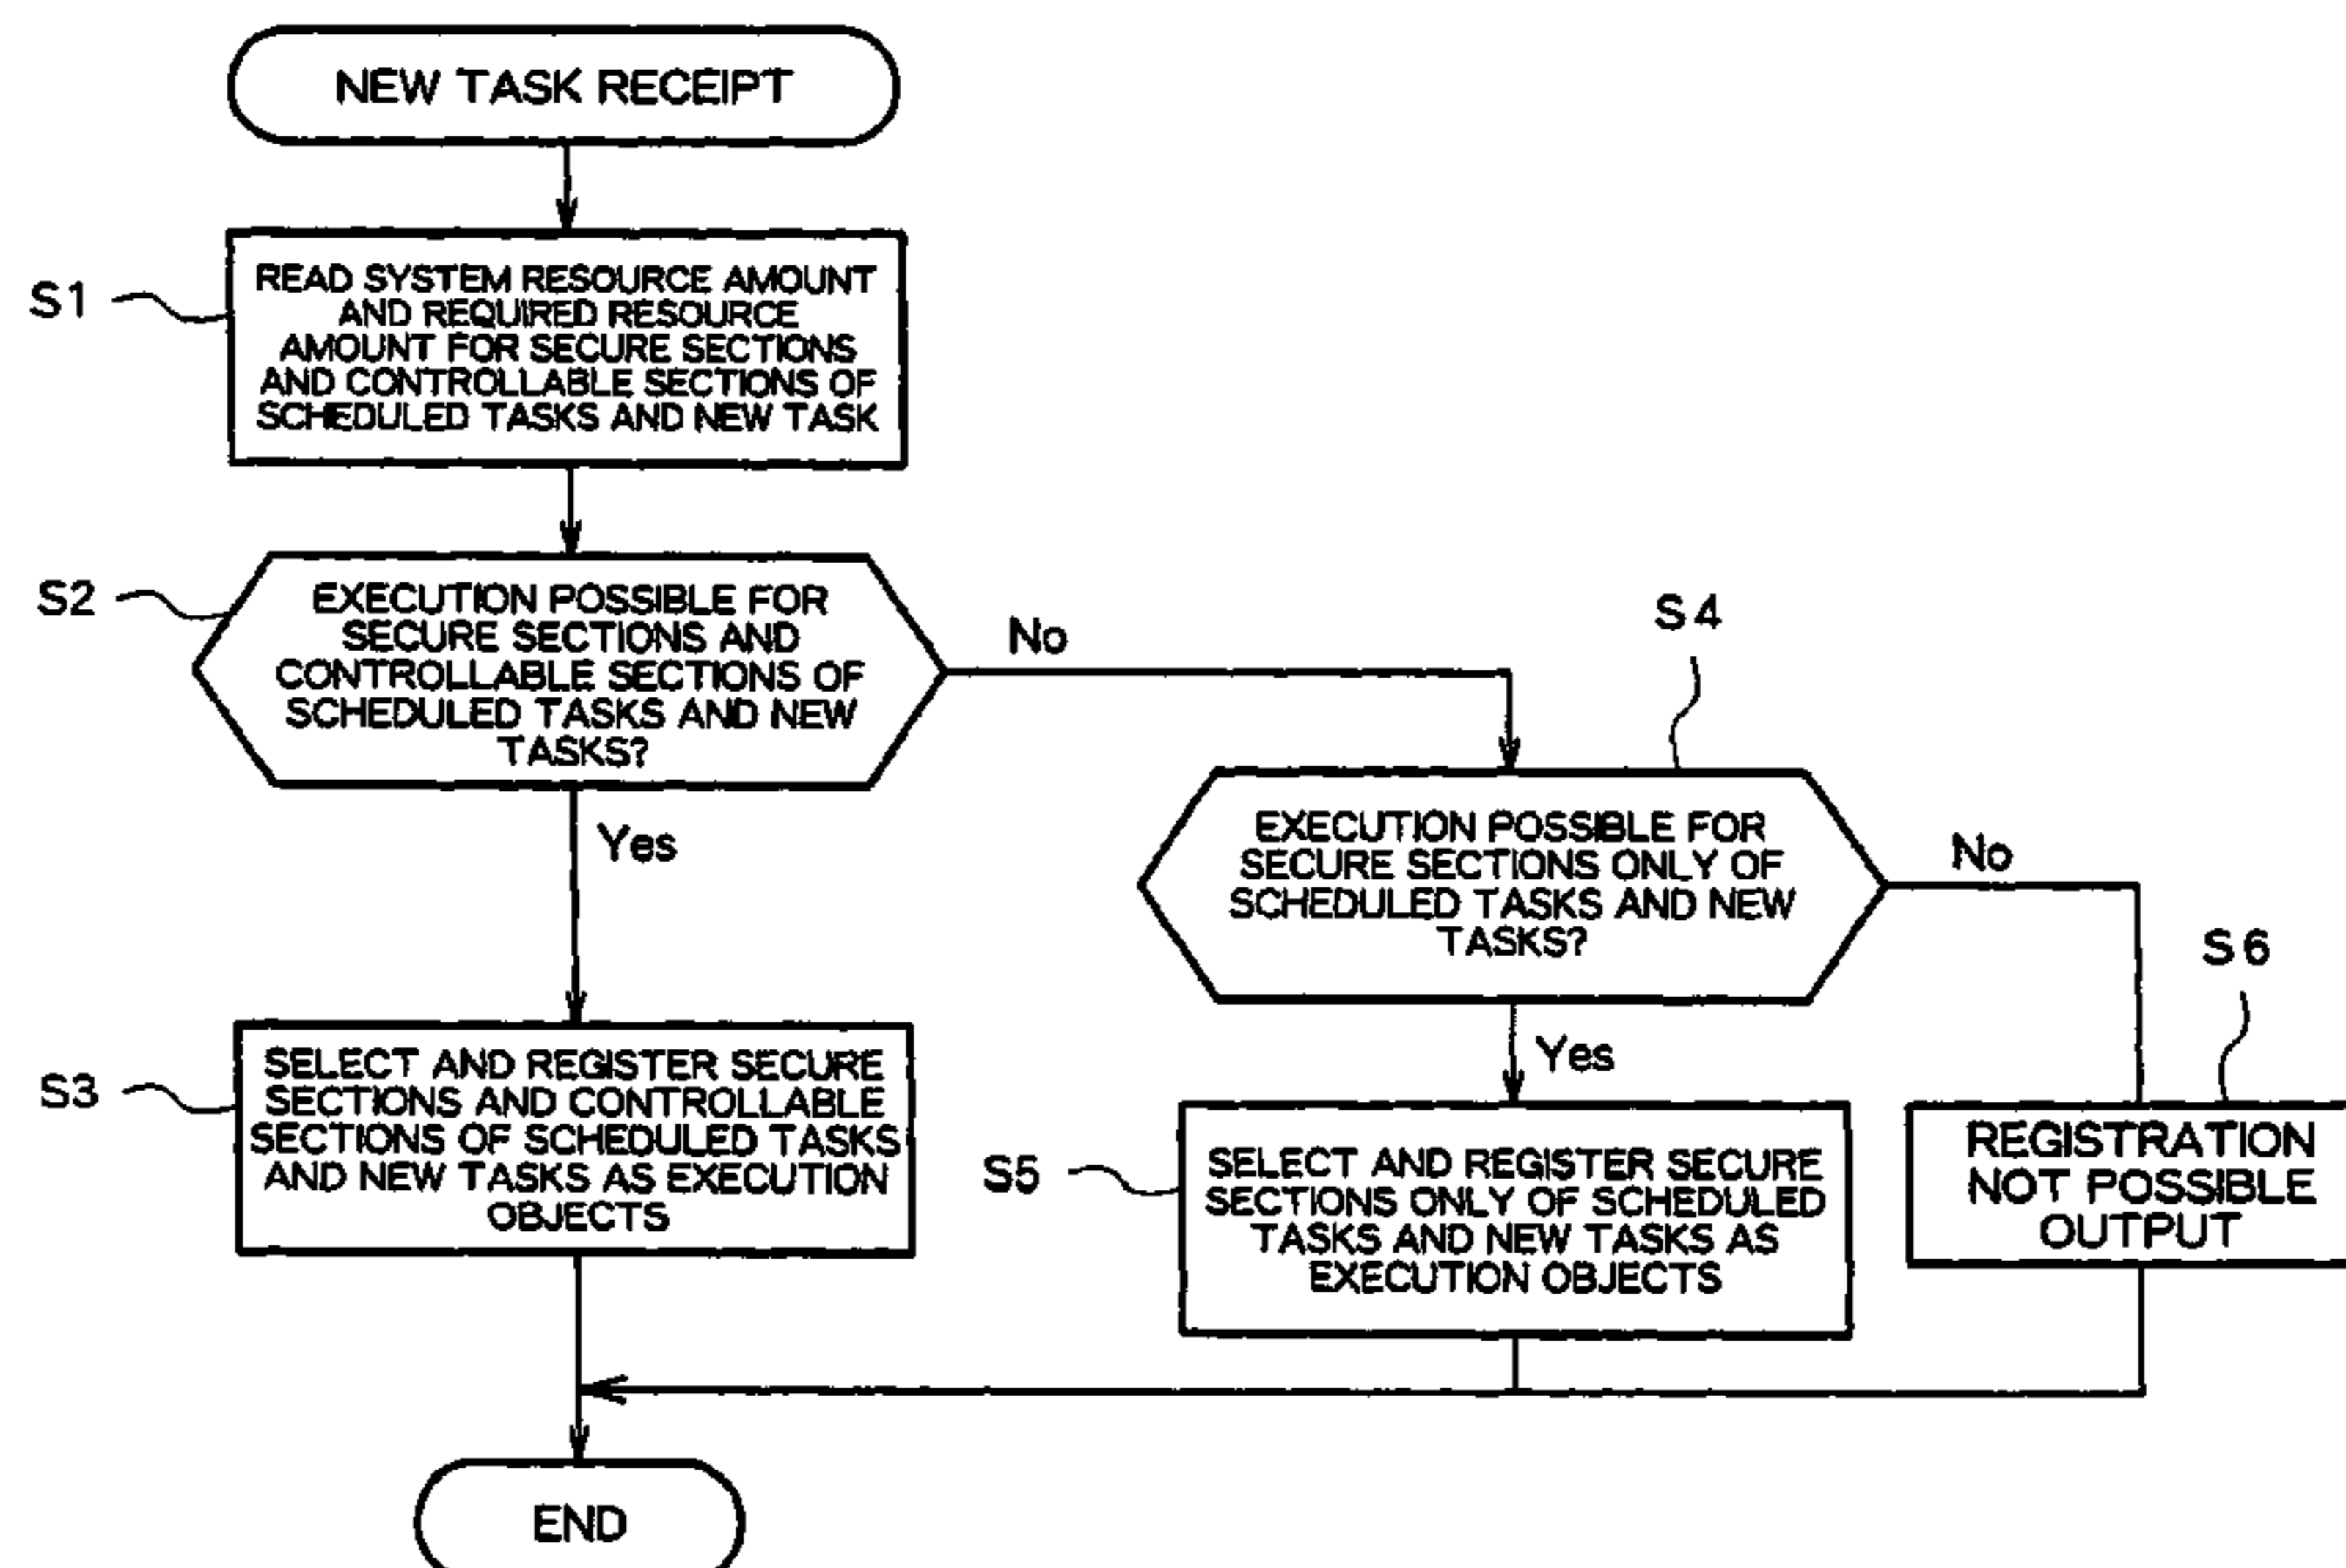 NEW TASK RECEIPT
S1
READ SYSTEM RESOURCE AMOUNT
AND REQUIRED RESOURCE
AMOUNT FOR SECURE SECTIONS
AND CONTROLLABLE SECTIONS OF
SCHEDULED TASKS AND NEW TASK
S2
EXECUTION POSSIBLE FOR
SECURE SECTIONS AND
CONTROLLABLE SECTIONS OF
SCHEDULED TASKS AND NEW
TASKS?
No
Yes
S4
EXECUTION POSSIBLE FOR
SECURE SECTIONS ONLY OF
SCHEDULED TASKS AND NEW
TASKS?
No
Yes
S3
SELECT AND REGISTER SECURE
SECTIONS AND CONTROLLABLE
SECTIONS OF SCHEDULED TASKS
AND NEW TASKS AS EXECUTION
OBJECTS
S5
SELECT AND REGISTER SECURE
SECTIONS ONLY OF SCHEDULED
TASKS AND NEW TASKS AS
EXECUTION OBJECTS
S6
REGISTRATION
NOT POSSIBLE
OUTPUT
END